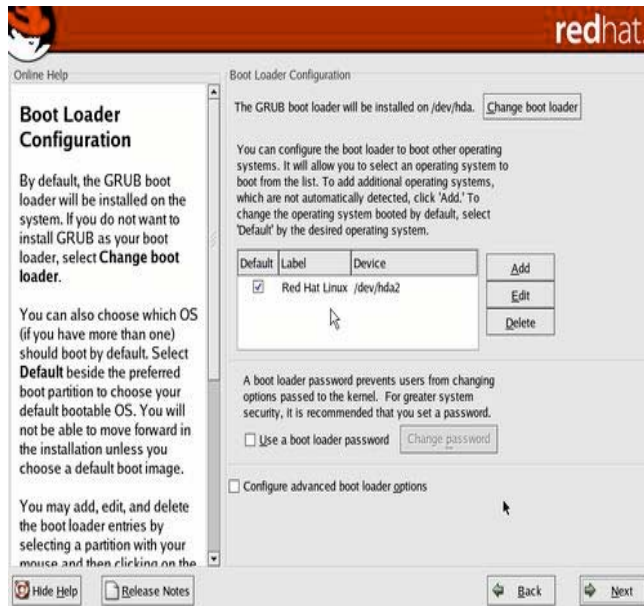 redhat.
Online Help
Boot Loader
Configuration
By default, the GRUB boot
loader will be installed on the
system. If you do not want to
install GRUB as your boot
loader, select Change boot
loader.
You can also choose which OS
(if you have more than one)
should boot by default. Select
Default beside the preferred
boot partition to choose your
default bootable OS. You will
not be able to move forward in
the installation unless you
choose a default boot image.
You may add, edit, and delete
the boot loader entries by
selecting a partition with your
mouse and then clicking on the
Boot Loader Configuration
The GRUB boot loader will be installed on /dev/hda. Change boot loader
You can configure the boot loader to boot other operating
systems. It will allow you to select an operating system to
boot from the list. To add additional operating systems,
which are not automatically detected, click 'Add.' To
change the operating system booted by default, select
'Default' by the desired operating system.
Default Label Device
Red Hat Linux /dev/hda2
Add
Edit
Delete
A boot loader password prevents users from changing
options passed to the kernel. For greater system
security, it is recommended that you set a password.
Use a boot loader password Change password
Configure advanced boot loader options
Hide Help Release Notes Back Next